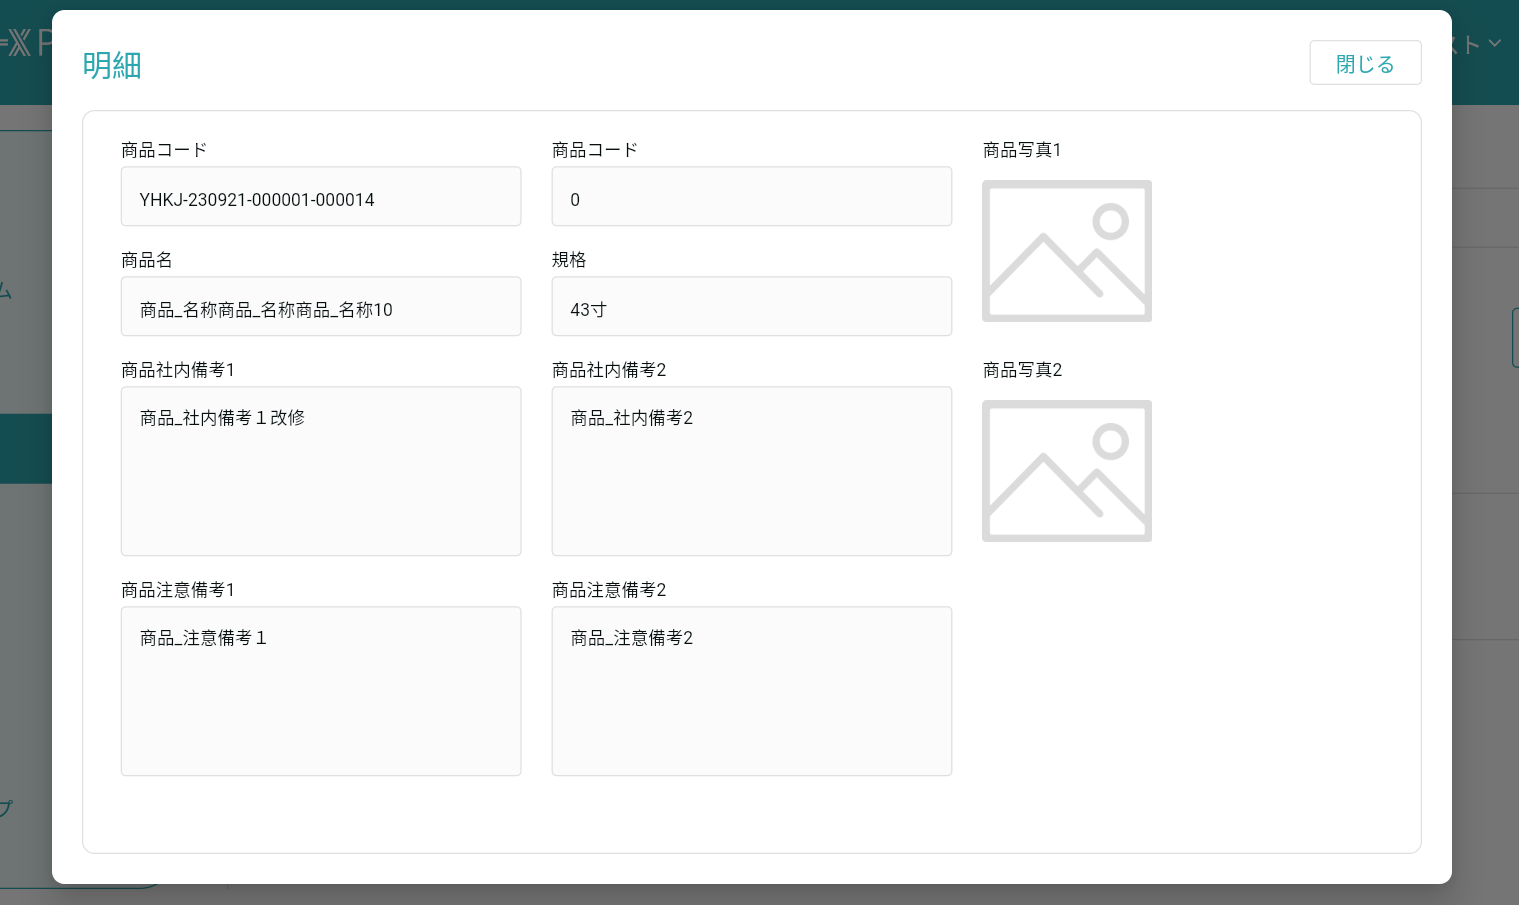 明細
閉じる
商品コード
YHKJ-230921-000001-000014
商品コード
0
商品写真1
商品名
商品_名称商品_名称商品_名称10
規格
43寸
商品社内備考1
商品_社内備考１改修
商品社内備考2
商品_社内備考2
商品写真2
商品注意備考1
商品_注意備考１
商品注意備考2
商品_注意備考2